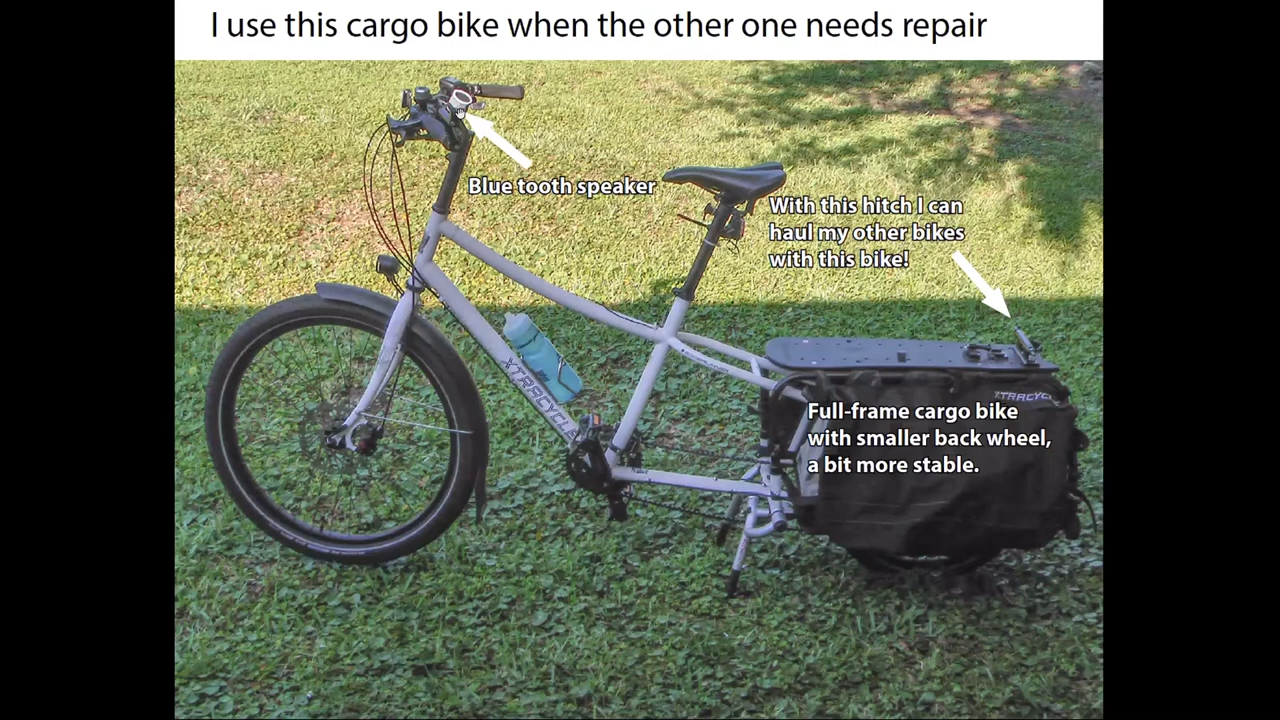 I use this cargo bike when the other one needs repair
Blue tooth speaker
With this hitch I can
haul my other bikes
with this bike!
XTRACYCLE
XTRACYC
Full-frame cargo bike
with smaller back wheel,
a bit more stable.